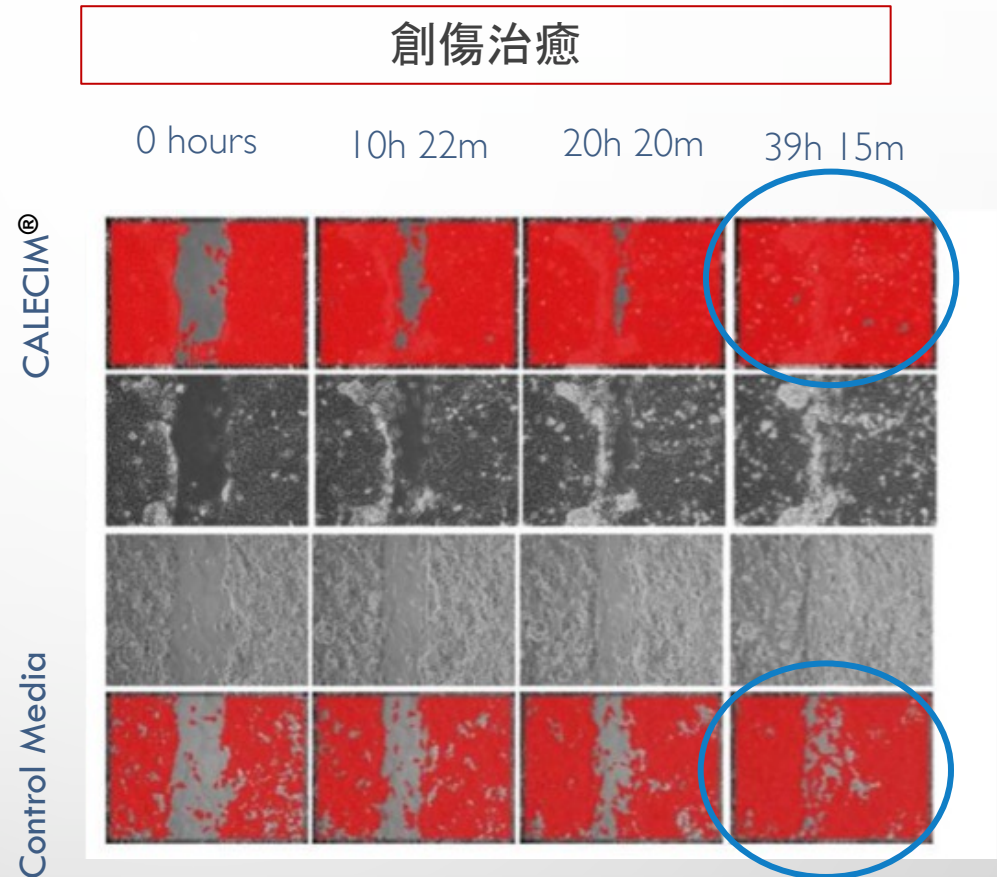 創傷治癒
0 hours
10h 22m
20h 20m
39h 15m
CALECIM®
Control Media